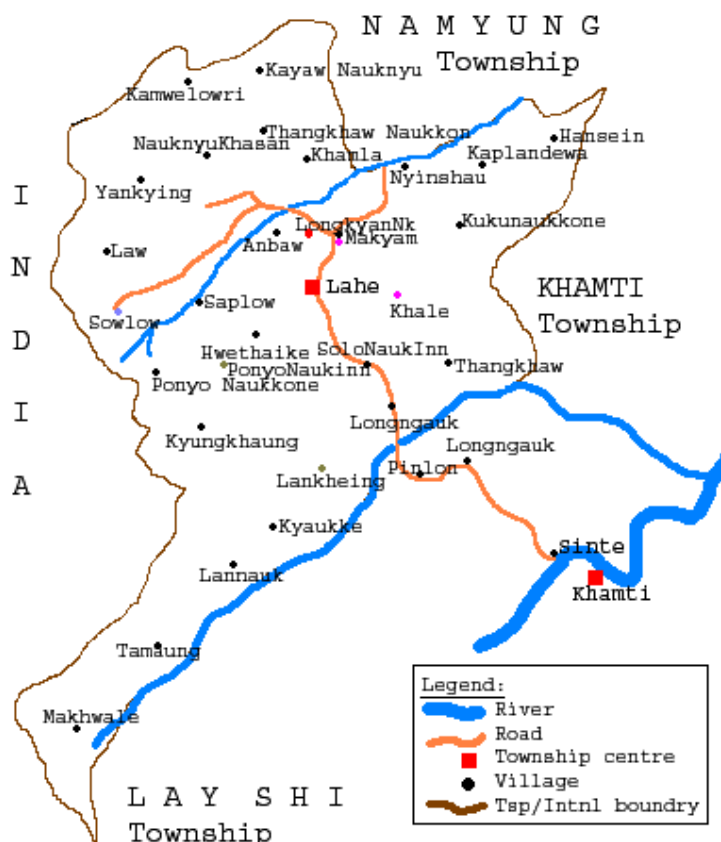 N A M Y U N G
Township
Kayaw Nauknyu
Kamwelowri
Thangkhaw Naukkon
Hansein
NauknyuKhasan
Khamla
Kaplandewa
Nyinshau
Yankying
I
N
D
I
A
LongkyanNk
Kukunaukkone
Anbaw
Makyam
Law
Lahe
KHAMTI
Township
Saplow
Khale
Sowlow
Hwethaike
SoloNaukInn
PonyoNaukinn
Thangkhaw
Ponyo Naukkone
Longngauk
Kyungkhaung
Longngauk
Pinlon
Lankheing
Kyaukke
Sinte
Lannauk
Khamti
Tamaung
Makhwale
L A Y S H I
Township
Legend:
River
Road
Township centre
Village
Tsp/Intnl boundry